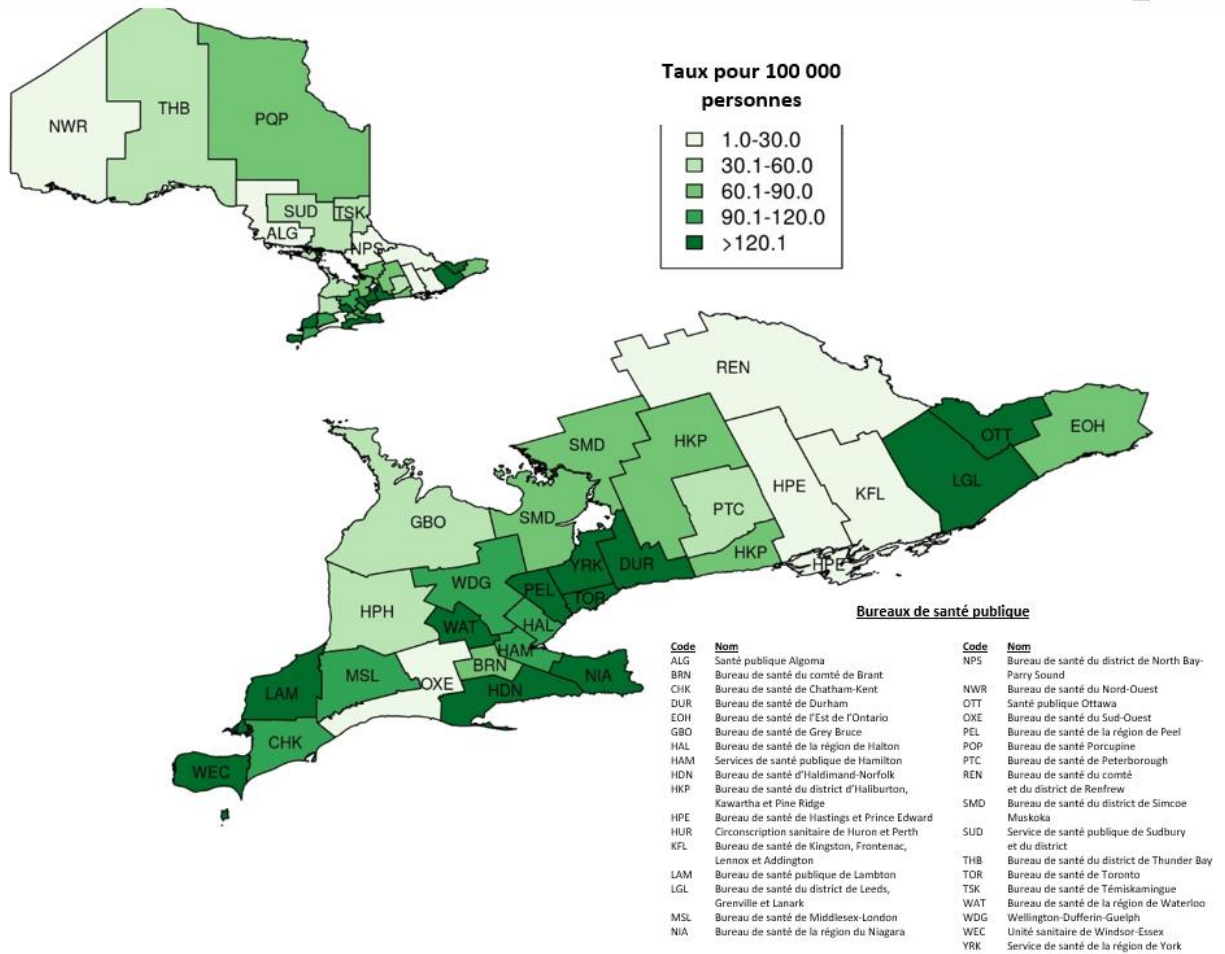 Taux pour 100 000
personnes
1.0-30.0
30.1-60.0
60.1-90.0
90.1-120.0
>120.1
NWR
THB
PQP
SUD
TSK
ALG
NPS
REN
SMD
HKP
OTT
EOH
LGL
HPE
KFL
PTC
GBO
SMD
HKP
YRK
DUR
HPE
WDG
PEL
TOR
HPH
WAT
HAL
HAM
BRN
MSL
OXE
LAM
HDN
NIA
CHK
WEC
Bureaux de santé publique
Code Nom
ALG Santé publique Algoma
BRN Bureau de santé du comté de Brant
CHK Bureau de santé de Chatham-Kent
DUR Bureau de santé de Durham
EOH Bureau de santé de l'Est de l'Ontario
GBO Bureau de santé de Grey Bruce
HAL Bureau de santé de la région de Halton
HAM Services de santé publique de Hamilton
HDN Bureau de santé d'Haldimand-Norfolk
HKP Bureau de santé du district d'Haliburton,
Kawartha et Pine Ridge
HPE Bureau de santé de Hastings et Prince Edward
HUR Circonscription sanitaire de Huron et Perth
KFL Bureau de santé de Kingston, Frontenac,
Lennox et Addington
LAM Bureau de santé publique de Lambton
LGL Bureau de santé du district de Leeds,
Grenville et Lanark
MSL Bureau de santé de Middlesex-London
NIA Bureau de santé de la région du Niagara
Code Nom
NPS Bureau de santé du district de North Bay-
Parry Sound
NWR Bureau de santé du Nord-Ouest
OTT Santé publique Ottawa
OXE Bureau de santé du Sud-Ouest
PEL Bureau de santé de la région de Peel
POP Bureau de santé Porcupine
PTC Bureau de santé de Peterborough
REN Bureau de santé du comté
et du district de Renfrew
SMD Bureau de santé du district de Simcoe
Muskoka
SUD Service de santé publique de Sudbury
et du district
THB Bureau de santé du district de Thunder Bay
TOR Bureau de santé de Toronto
TSK Bureau de santé de Témiskamingue
WAT Bureau de santé de la région de Waterloo
WDG Wellington-Dufferin-Guelph
WEC Unité sanitaire de Windsor-Essex
YRK Service de santé de la région de York